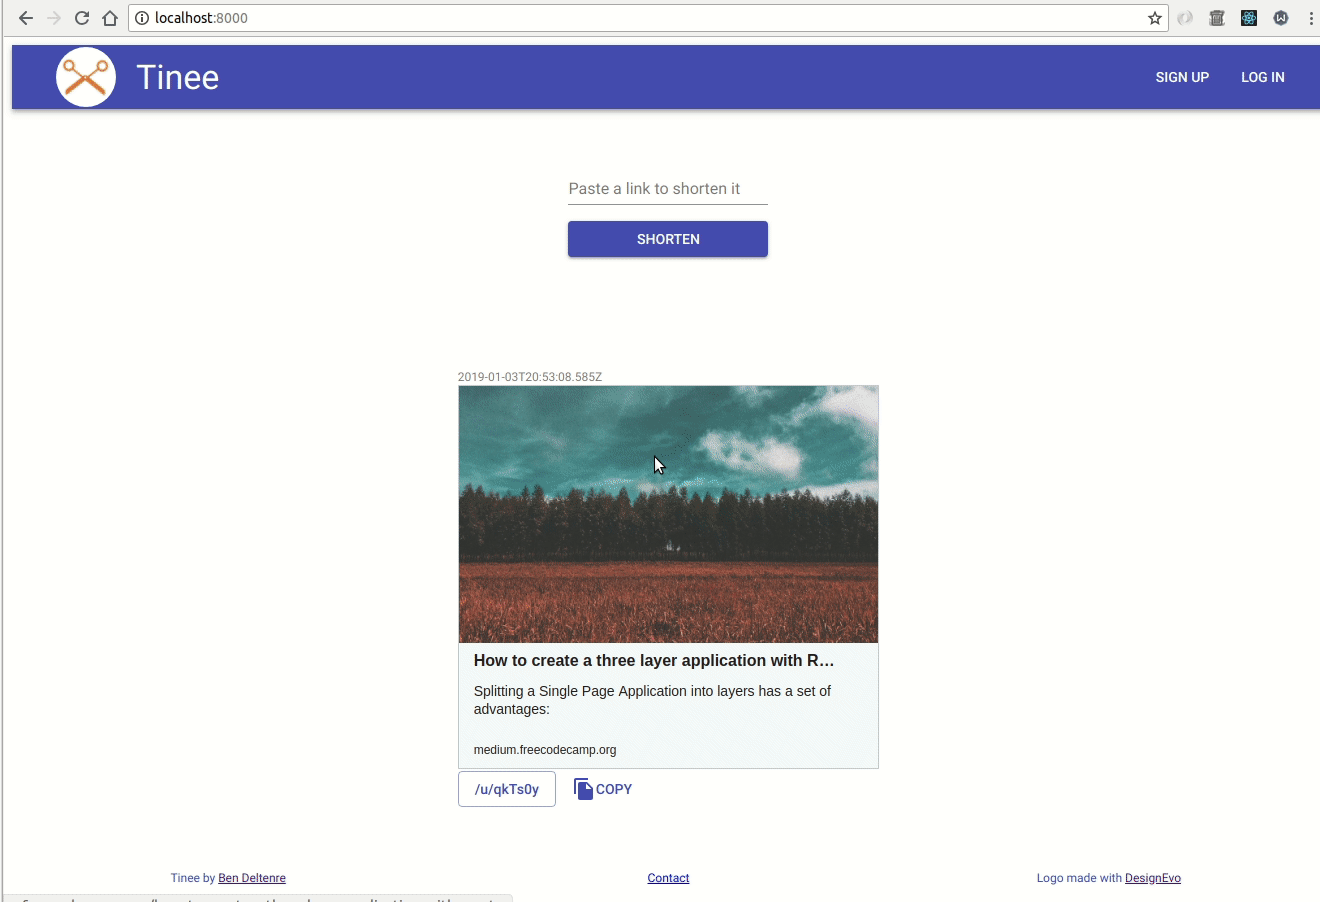 localhost:8000
Tinee
SIGN UP
LOG IN
Paste a link to shorten it
SHORTEN
2019-01-03T20:53:08.585Z
How to create a three layer application with R…
Splitting a Single Page Application into layers has a set of
advantages:
medium.freecodecamp.org
/u/qkTs0y
COPY
Tinee by Ben Deltenre
Contact
Logo made with DesignEvo